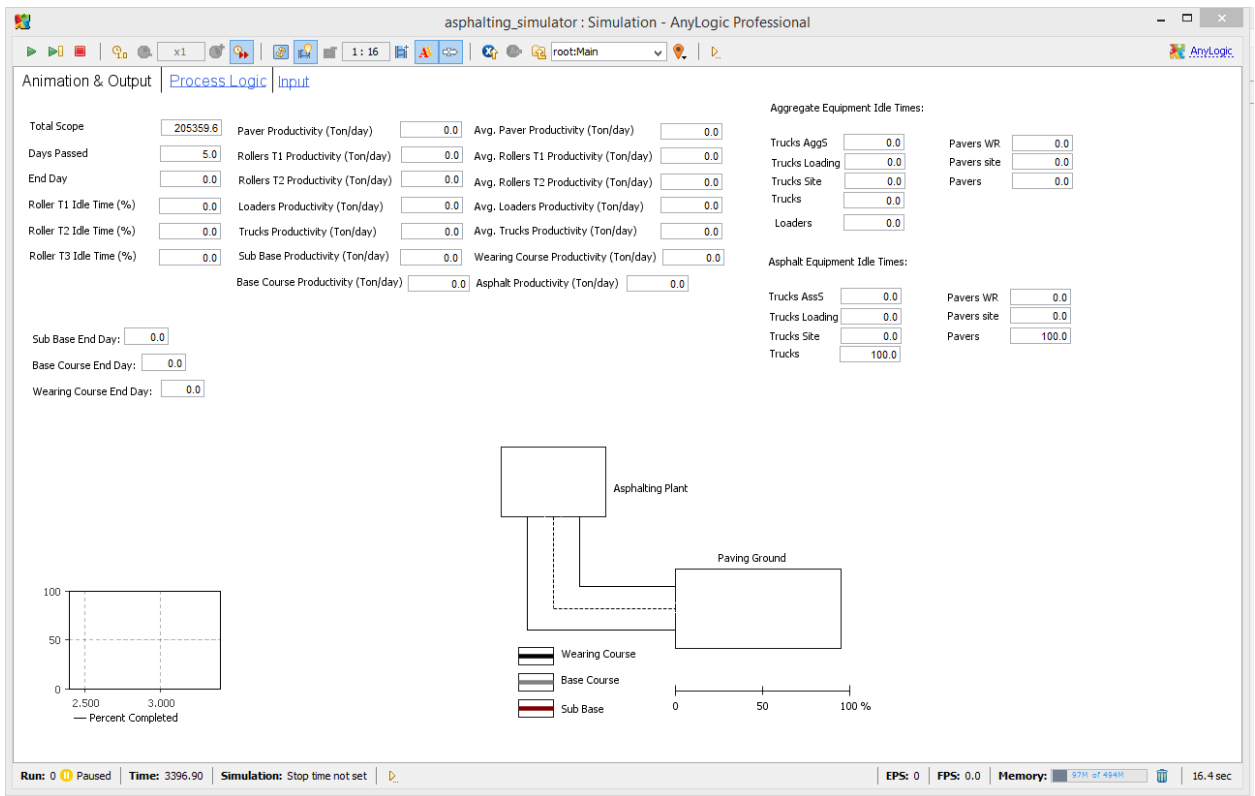 asphalting_simulator : Simulation - AnyLogic Professional
x1
1 : 16
root:Main
AnyLogic
Animation & Output
Process Logic
Input
Total Scope 205359.6
Days Passed 5.0
End Day 0.0
Roller T1 Idle Time (%) 0.0
Roller T2 Idle Time (%) 0.0
Roller T3 Idle Time (%) 0.0
Paver Productivity (Ton/day) 0.0
Rollers T1 Productivity (Ton/day) 0.0
Rollers T2 Productivity (Ton/day) 0.0
Loaders Productivity (Ton/day) 0.0
Trucks Productivity (Ton/day) 0.0
Sub Base Productivity (Ton/day) 0.0
Base Course Productivity (Ton/day) 0.0
Avg. Paver Productivity (Ton/day) 0.0
Avg. Rollers T1 Productivity (Ton/day) 0.0
Avg. Rollers T2 Productivity (Ton/day) 0.0
Avg. Loaders Productivity (Ton/day) 0.0
Avg. Trucks Productivity (Ton/day) 0.0
Wearing Course Productivity (Ton/day) 0.0
Asphalt Productivity (Ton/day) 0.0
Aggregate Equipment Idle Times:
Trucks AggS 0.0
Trucks Loading 0.0
Trucks Site 0.0
Trucks 0.0
Loaders 0.0
Pavers WR 0.0
Pavers site 0.0
Pavers 0.0
Asphalt Equipment Idle Times:
Trucks AssS 0.0
Trucks Loading 0.0
Trucks Site 0.0
Trucks 100.0
Pavers WR 0.0
Pavers site 0.0
Pavers 100.0
Sub Base End Day: 0.0
Base Course End Day: 0.0
Wearing Course End Day: 0.0
Asphalting Plant
Paving Ground
100
50
0
2.500 3.000
Percent Completed
Wearing Course
Base Course
Sub Base
0 50 100 %
Run: 0 Paused Time: 3396.90 Simulation: Stop time not set EPS: 0 FPS: 0.0 Memory: 97M of 494M 16.4 sec